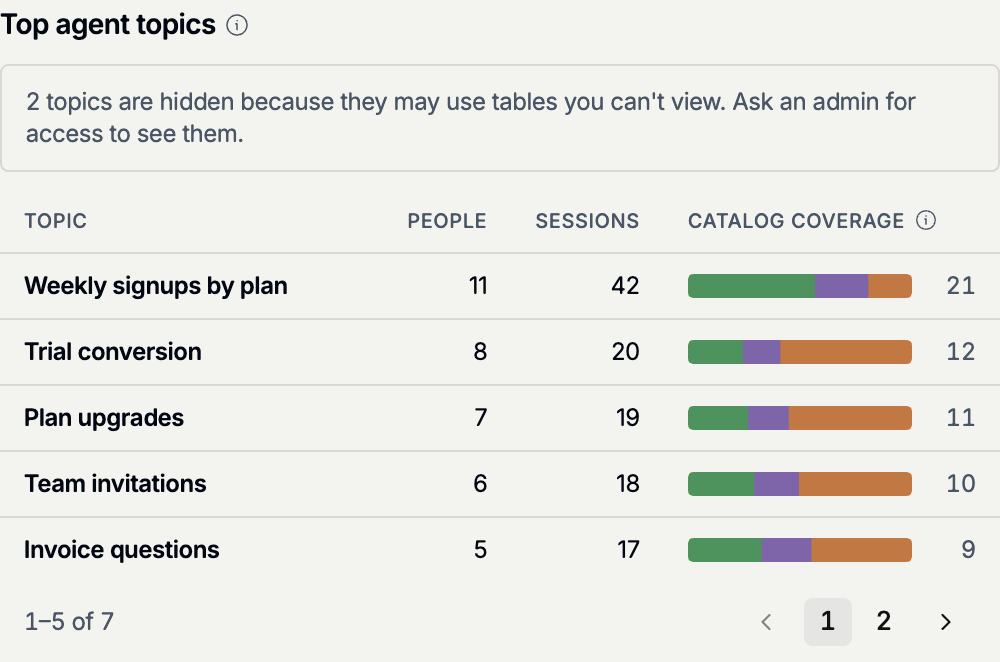 Top agent topics
2 topics are hidden because they may use tables you can't view. Ask an admin for
access to see them.
TOPIC PEOPLE SESSIONS CATALOG COVERAGE
Weekly signups by plan 11 42 21
Trial conversion 8 20 12
Plan upgrades 7 19 11
Team invitations 6 18 10
Invoice questions 5 17 9
1–5 of 7 1 2